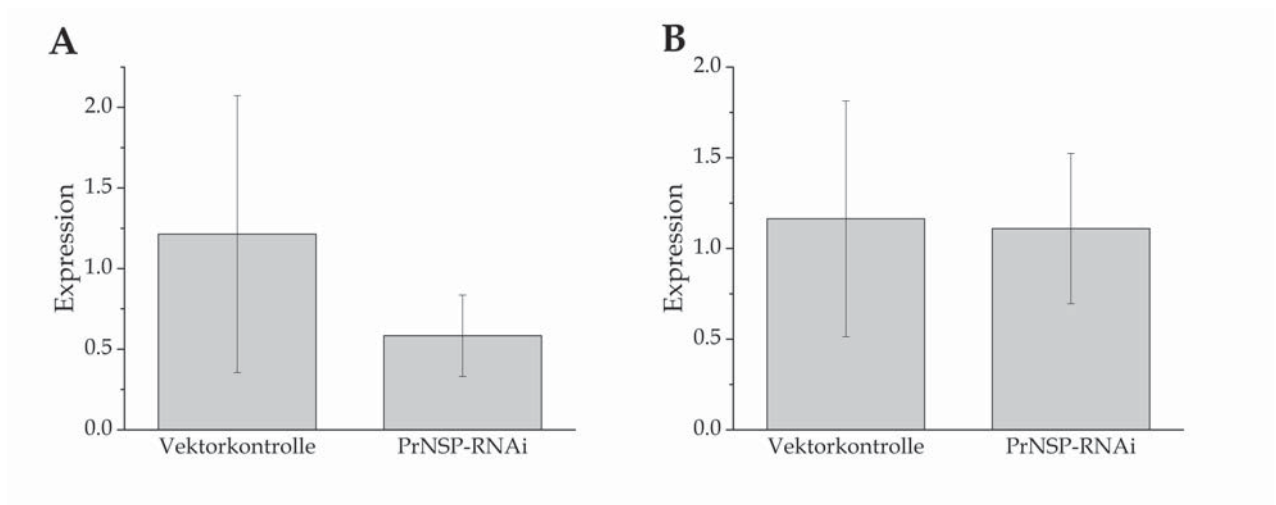 A
Expression
2.0
1.5
1.0
0.5
0.0
Vektorkontrolle PrNSP-RNAi
B
Expression
2.0
1.5
1.0
0.5
0.0
Vektorkontrolle PrNSP-RNAi